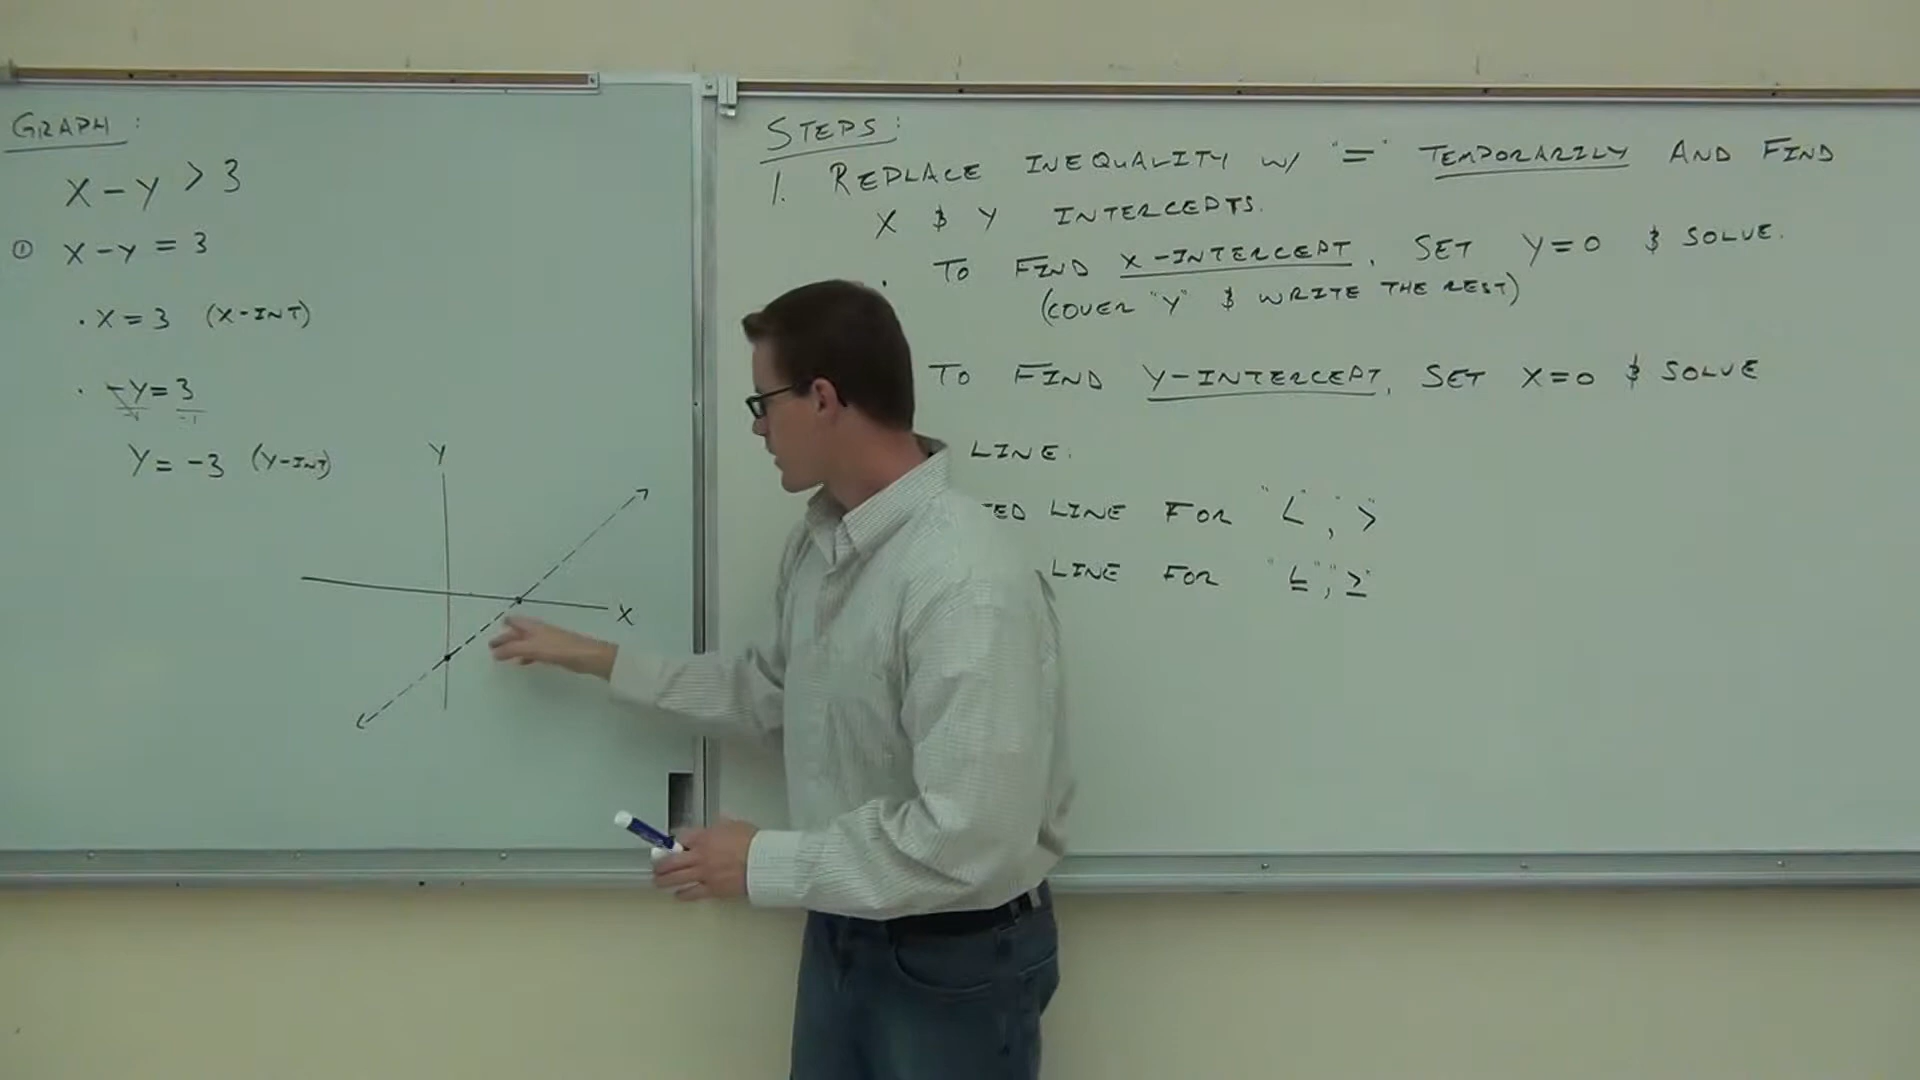 GRAPH:
X-Y > 3
① X-Y = 3
· X = 3 (X-INT)
· -Y = 3
-1 -1
Y = -3 (Y-INT)
Y
X
STEPS:
1. REPLACE INEQUALITY W/ "=" TEMPORARILY AND FIND
X & Y INTERCEPTS.
· TO FIND X-INTERCEPT, SET Y=0 & SOLVE.
(COVER "Y" & WRITE THE REST)
TO FIND Y-INTERCEPT, SET X=0 & SOLVE
LINE:
TED LINE FOR "<", ">"
LINE FOR "≤", "≥"